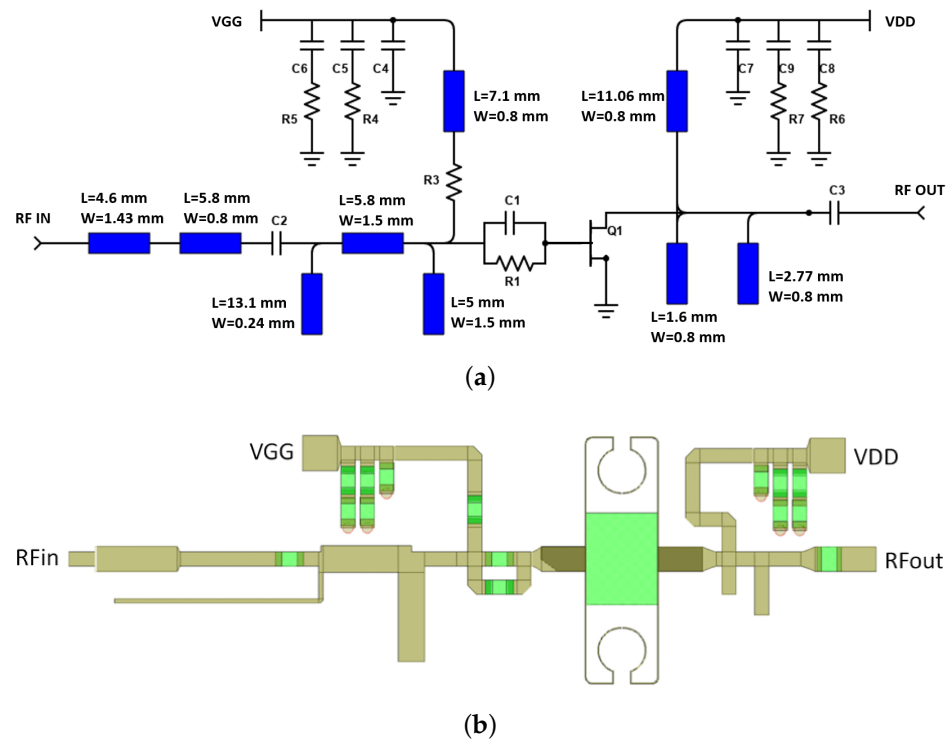 VGG
VDD
C6
C5
C4
C7
C9
C8
R5
R4
R7
R6
L=7.1 mm
W=0.8 mm
L=11.06 mm
W=0.8 mm
R3
L=4.6 mm
W=1.43 mm
L=5.8 mm
W=0.8 mm
L=5.8 mm
W=1.5 mm
RF IN
C2
C1
R1
Q1
C3
RF OUT
L=13.1 mm
W=0.24 mm
L=5 mm
W=1.5 mm
L=1.6 mm
W=0.8 mm
L=2.77 mm
W=0.8 mm
(a)
VGG
VDD
RFin
RFout
(b)